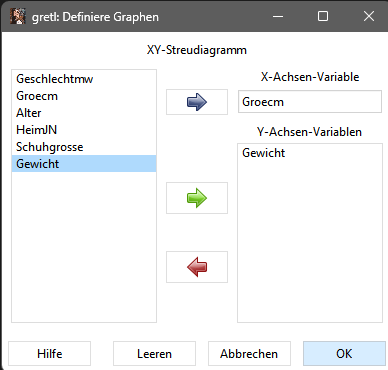 gretl: Definiere Graphen
XY-Streudiagramm
Geschlechtmw
Groecm
Alter
HeimJN
Schuhgrosse
Gewicht
X-Achsen-Variable
Groecm
Y-Achsen-Variablen
Gewicht
Hilfe
Leeren
Abbrechen
OK